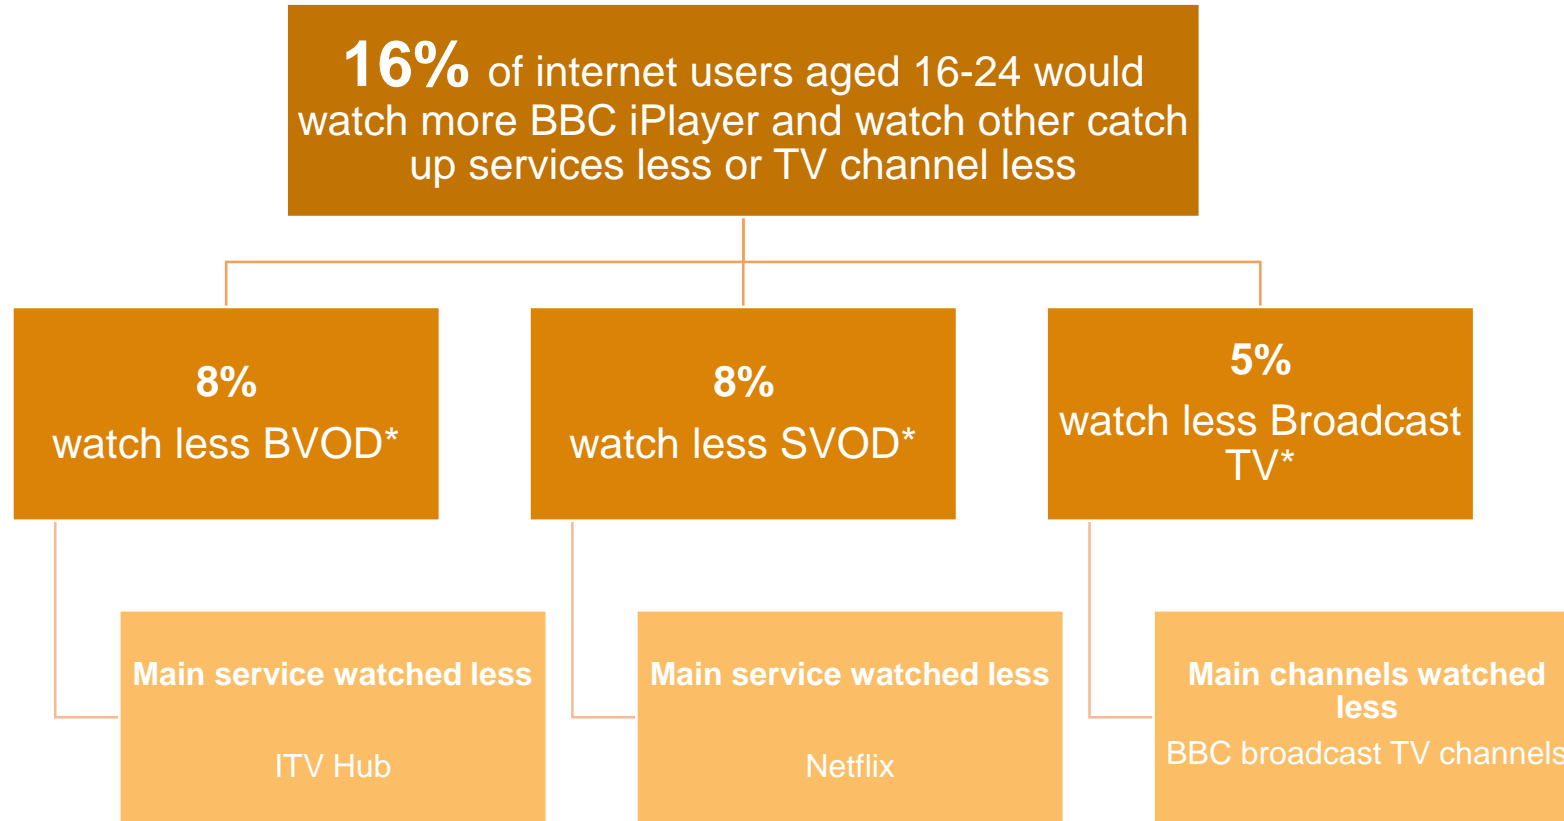 16% of internet users aged 16-24 would
watch more BBC iPlayer and watch other catch
up services less or TV channel less
8%
watch less BVOD*
8%
watch less SVOD*
5%
watch less Broadcast
TV*
Main service watched less
ITV Hub
Main service watched less
Netflix
Main channels watched
less
BBC broadcast TV channels